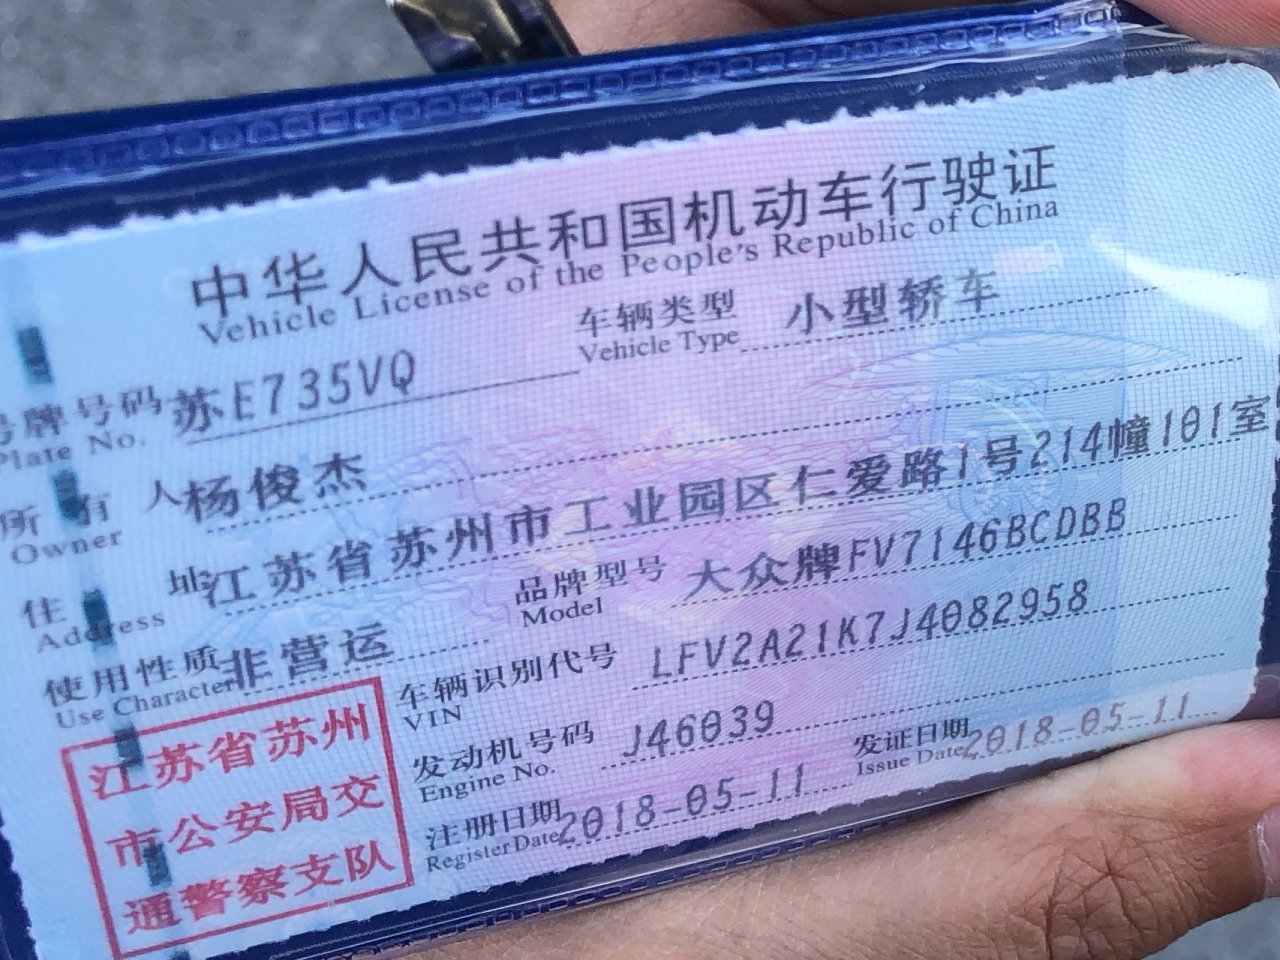 中华人民共和国机动车行驶证
Vehicle License of the People's Republic of China
号牌号码 苏E735VQ 车辆类型 小型轿车
Plate No. Vehicle Type
所有人 杨俊杰
Owner
住址 江苏省苏州市工业园区仁爱路1号214幢101室
Address
使用性质 非营运 品牌型号 大众牌FV7146BCDBB
Use Character Model
车辆识别代号 LFV2A21K7J4082958
VIN
发动机号码 J46039
Engine No.
注册日期 2018-05-11 发证日期 2018-05-11
Register Date Issue Date
江苏省苏州
市公安局交
通警察支队